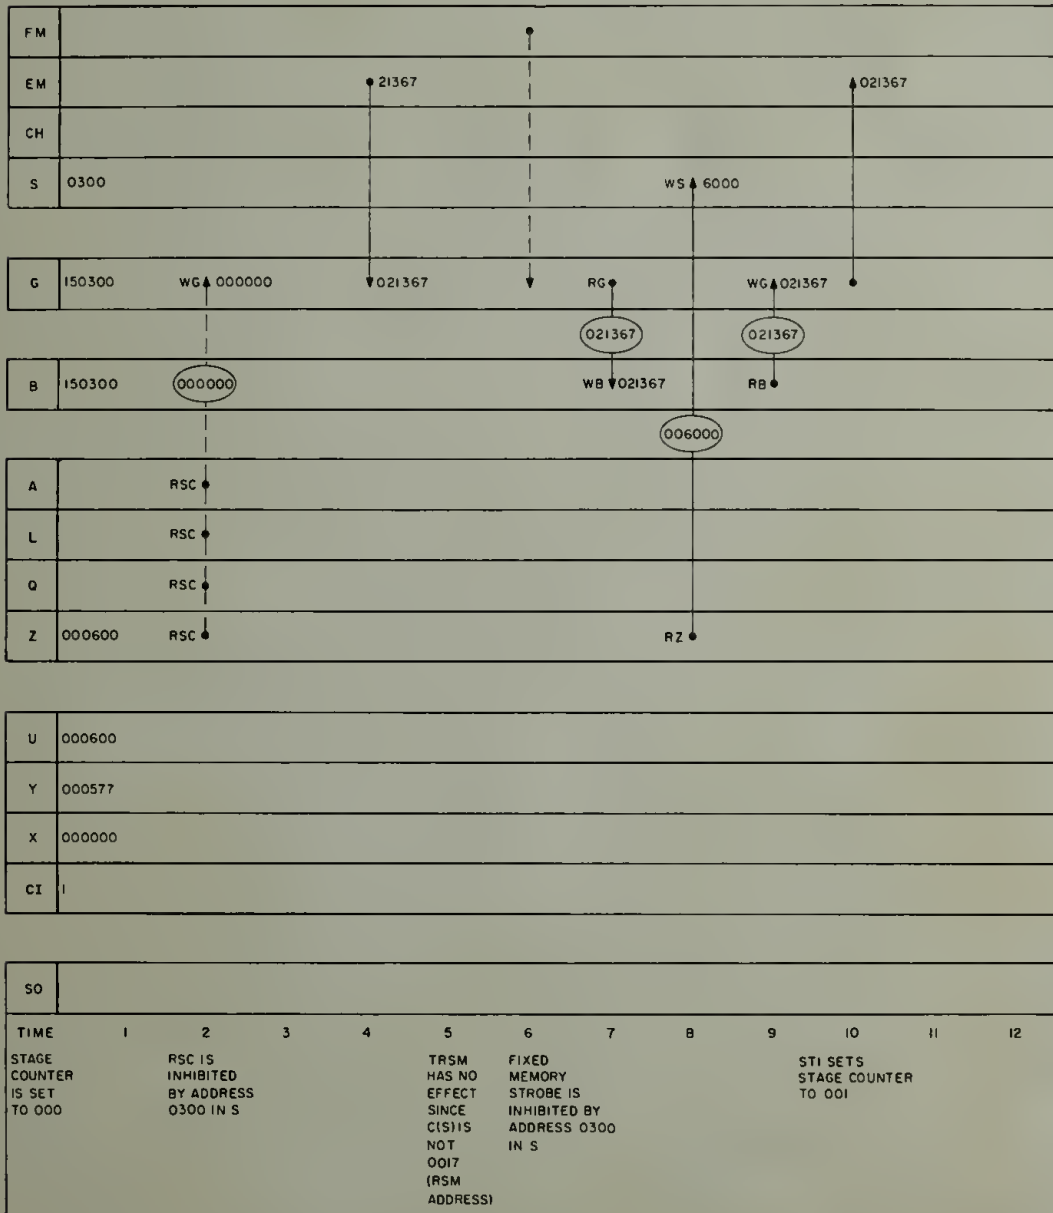 FM
EM 21367 021367
CH
S 0300 WS 6000
G 150300 WG 000000 021367 RG WG 021367
021367 021367
B 150300 000000 WB 021367 RB
006000
A RSC
L RSC
Q RSC
Z 000600 RSC RZ
U 000600
Y 000577
X 000000
CI 1
SO
TIME 1 2 3 4 5 6 7 8 9 10 11 12
STAGE
COUNTER
IS SET
TO 000
RSC IS
INHIBITED
BY ADDRESS
0300 IN S
TRSM
HAS NO
EFFECT
SINCE
C(S) IS
NOT
0017
(RSM
ADDRESS)
FIXED
MEMORY
STROBE IS
INHIBITED BY
ADDRESS 0300
IN S
STI SETS
STAGE COUNTER
TO 001